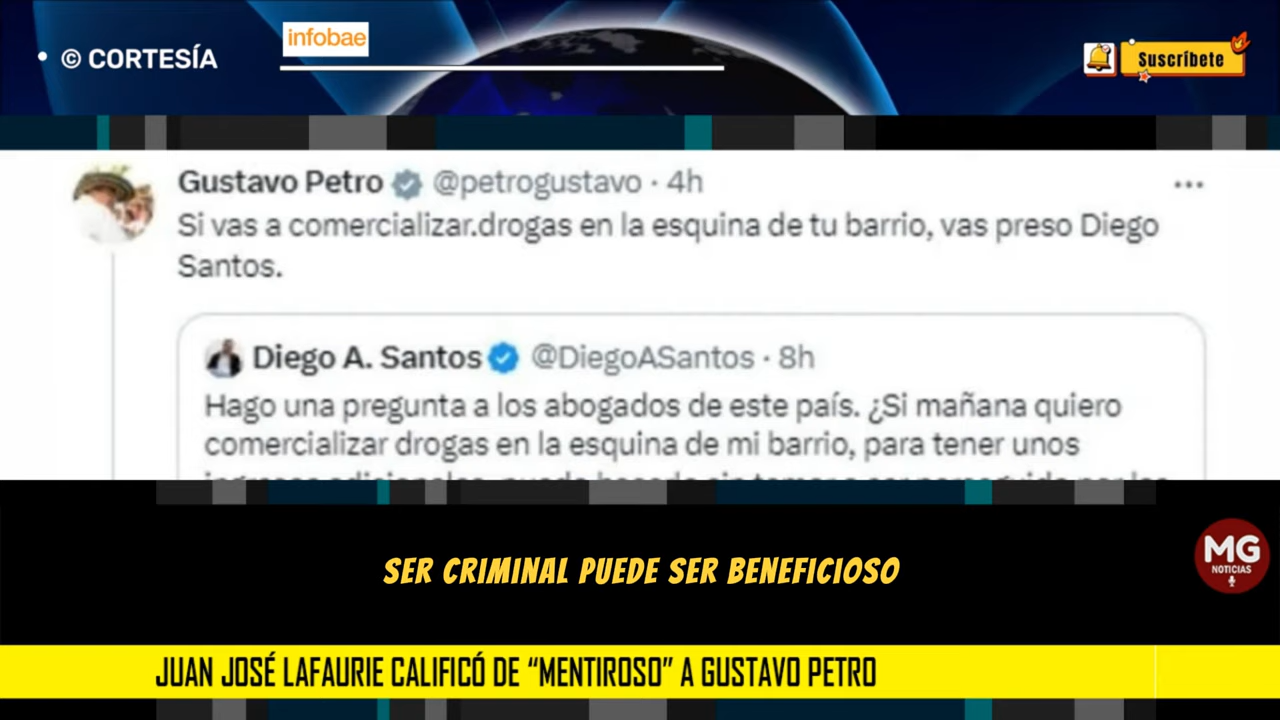 • © CORTESÍA
infobae
Suscríbete
Gustavo Petro @petrogustavo · 4h
Si vas a comercializar.drogas en la esquina de tu barrio, vas preso Diego
Santos.
Diego A. Santos @DiegoASantos · 8h
Hago una pregunta a los abogados de este país. ¿Si mañana quiero
comercializar drogas en la esquina de mi barrio, para tener unos
SER CRIMINAL PUEDE SER BENEFICIOSO
MG
NOTICIAS
JUAN JOSÉ LAFAURIE CALIFICÓ DE “MENTIROSO” A GUSTAVO PETRO